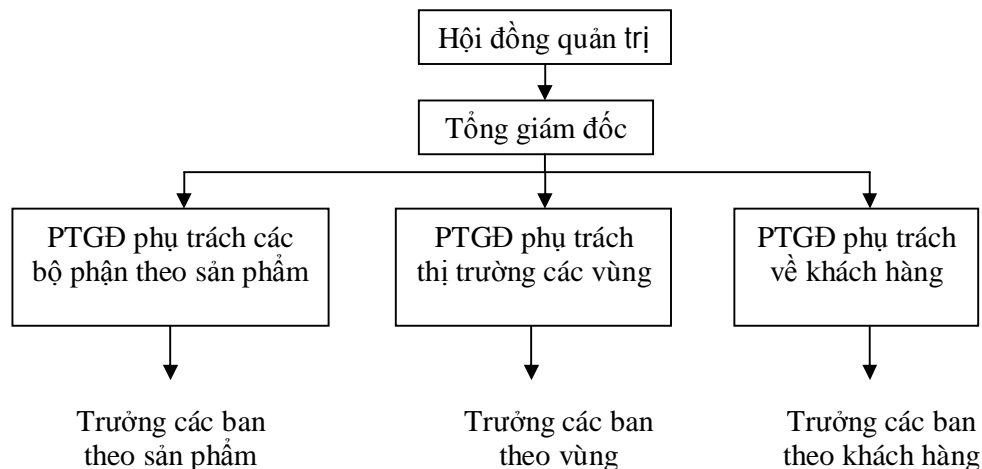 Hội đồng quản trị
Tổng giám đốc
PTGĐ phụ trách các
bộ phận theo sản phẩm
PTGĐ phụ trách
thị trường các vùng
PTGĐ phụ trách
về khách hàng
Trưởng các ban
theo sản phẩm
Trưởng các ban
theo vùng
Trưởng các ban
theo khách hàng